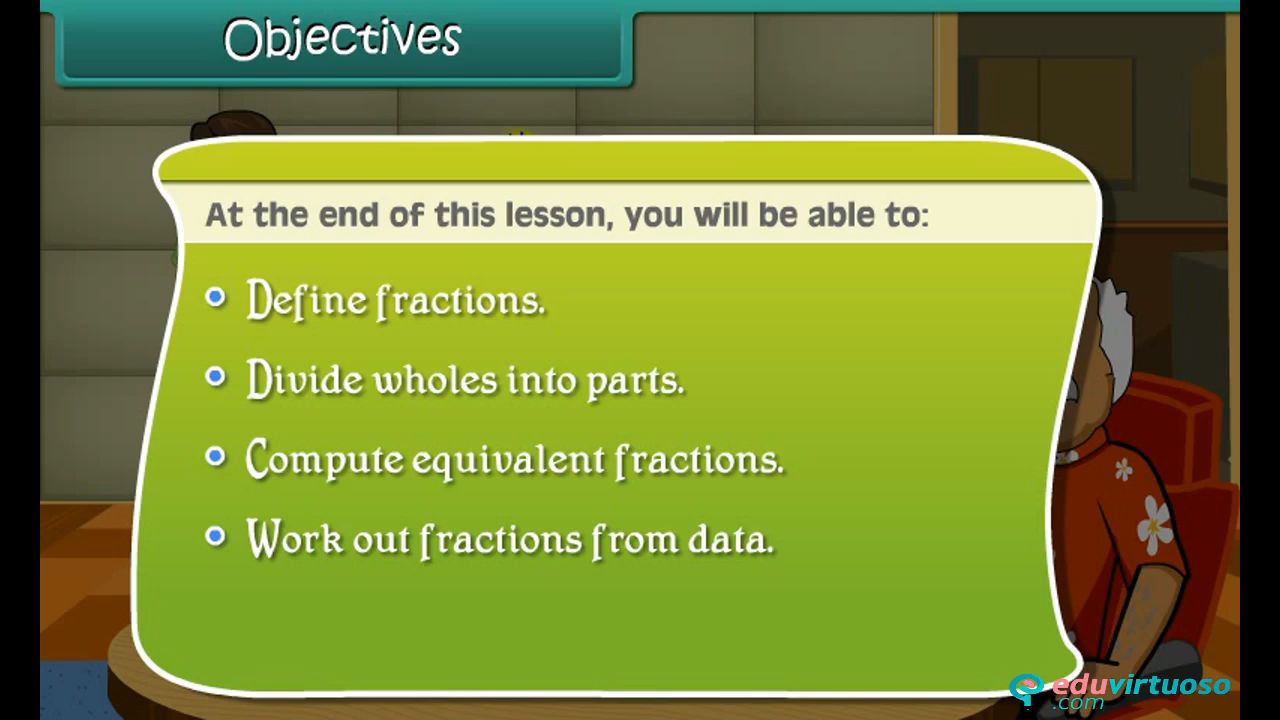 Objectives
At the end of this lesson, you will be able to:
Define fractions.
Divide wholes into parts.
Compute equivalent fractions.
Work out fractions from data.
eduvirtuoso
.com